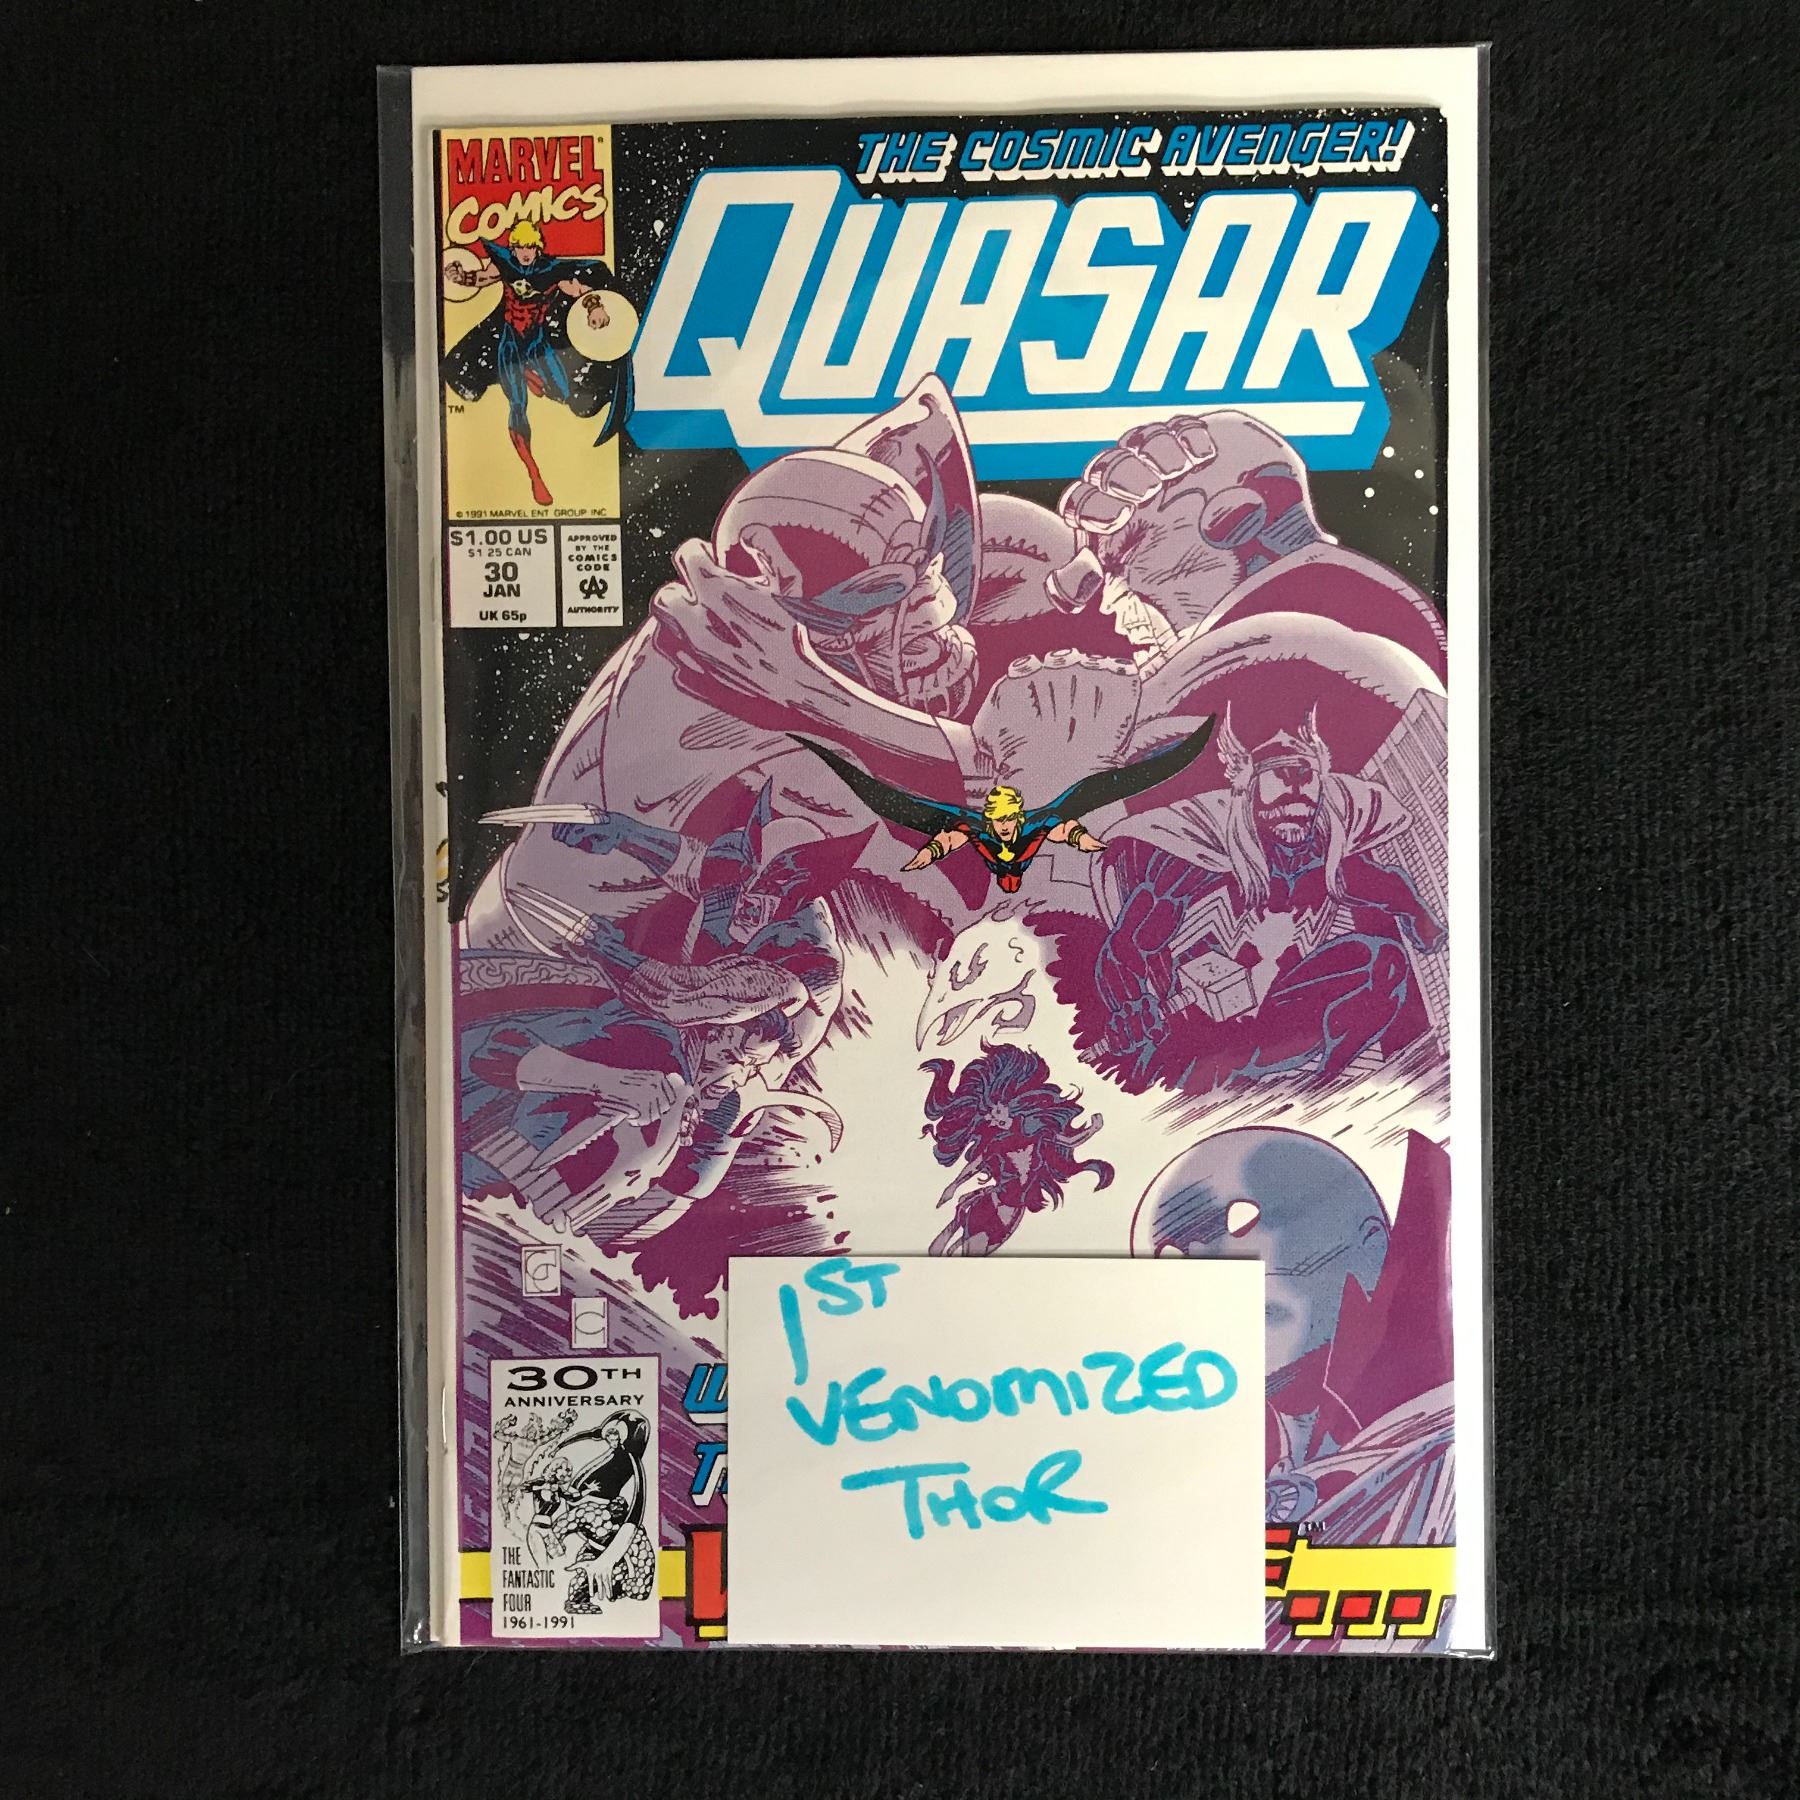 THE COSMIC AVENGER!
MARVEL
COMICS
QUASAR
TM
© 1991 MARVEL ENT GROUP INC
$1.00 US
$1 25 CAN
30
JAN
UK 65p
APPROVED
BY THE
COMICS
CODE
CA
AUTHORITY
1ST
VENOMIZED
THOR
30TH
ANNIVERSARY
THE
FANTASTIC
FOUR
1961-1991
TM